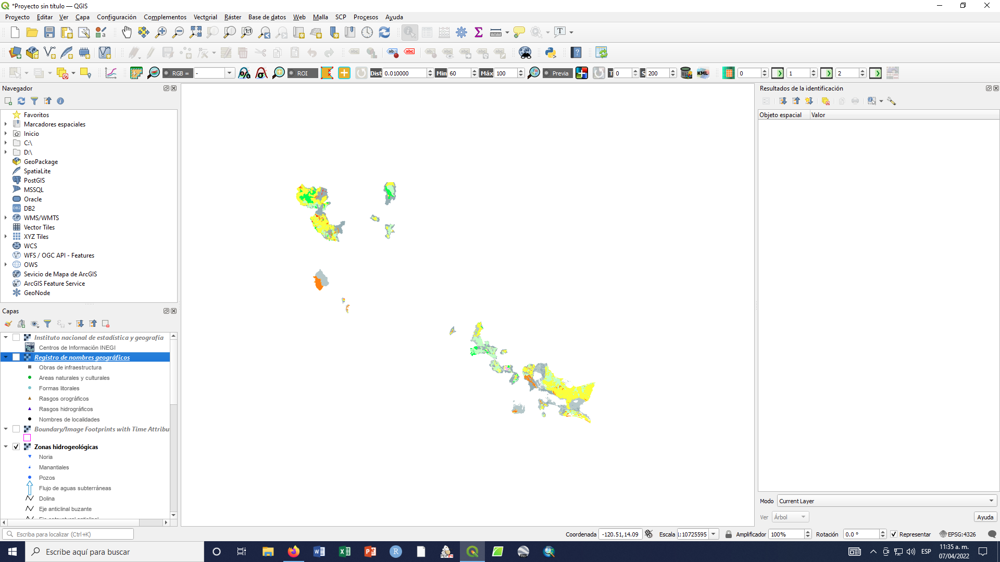 *Proyecto sin título — QGIS
Proyecto Editar Ver Capa Configuración Complementos Vectorial Ráster Base de datos Web Malla SCP Procesos Ayuda
RGB = - ROI Dist 0.010000 Min 60 Máx 100 Previa T 0 S 200 KML 0 1 2
Navegador
Favoritos
Marcadores espaciales
Inicio
C:\
D:\
GeoPackage
SpatiaLite
PostGIS
MSSQL
Oracle
DB2
WMS/WMTS
Vector Tiles
XYZ Tiles
WCS
WFS / OGC API - Features
OWS
Sevicio de Mapa de ArcGIS
ArcGIS Feature Service
GeoNode
Capas
Instituto nacional de estadística y geografía
Centros de Información INEGI
Registro de nombres geográficos
Obras de infraestructura
Areas naturales y culturales
Formas litorales
Rasgos orográficos
Rasgos hidrográficos
Nombres de localidades
Boundary/Image Footprints with Time Attribu
Zonas hidrogeológicas
Noria
Manantiales
Pozos
Flujo de aguas subterráneas
Dolina
Eje anticlinal buzante
Resultados de la identificación
Objeto espacial Valor
Modo Current Layer
Ver Árbol Ayuda
Escriba para localizar (Ctrl+K)
Coordenada -120.51,14.09 Escala 1:10725595 Amplificador 100% Rotación 0.0 ° Representar EPSG:4326
Escribe aquí para buscar
ESP
11:35 a. m.
07/04/2022